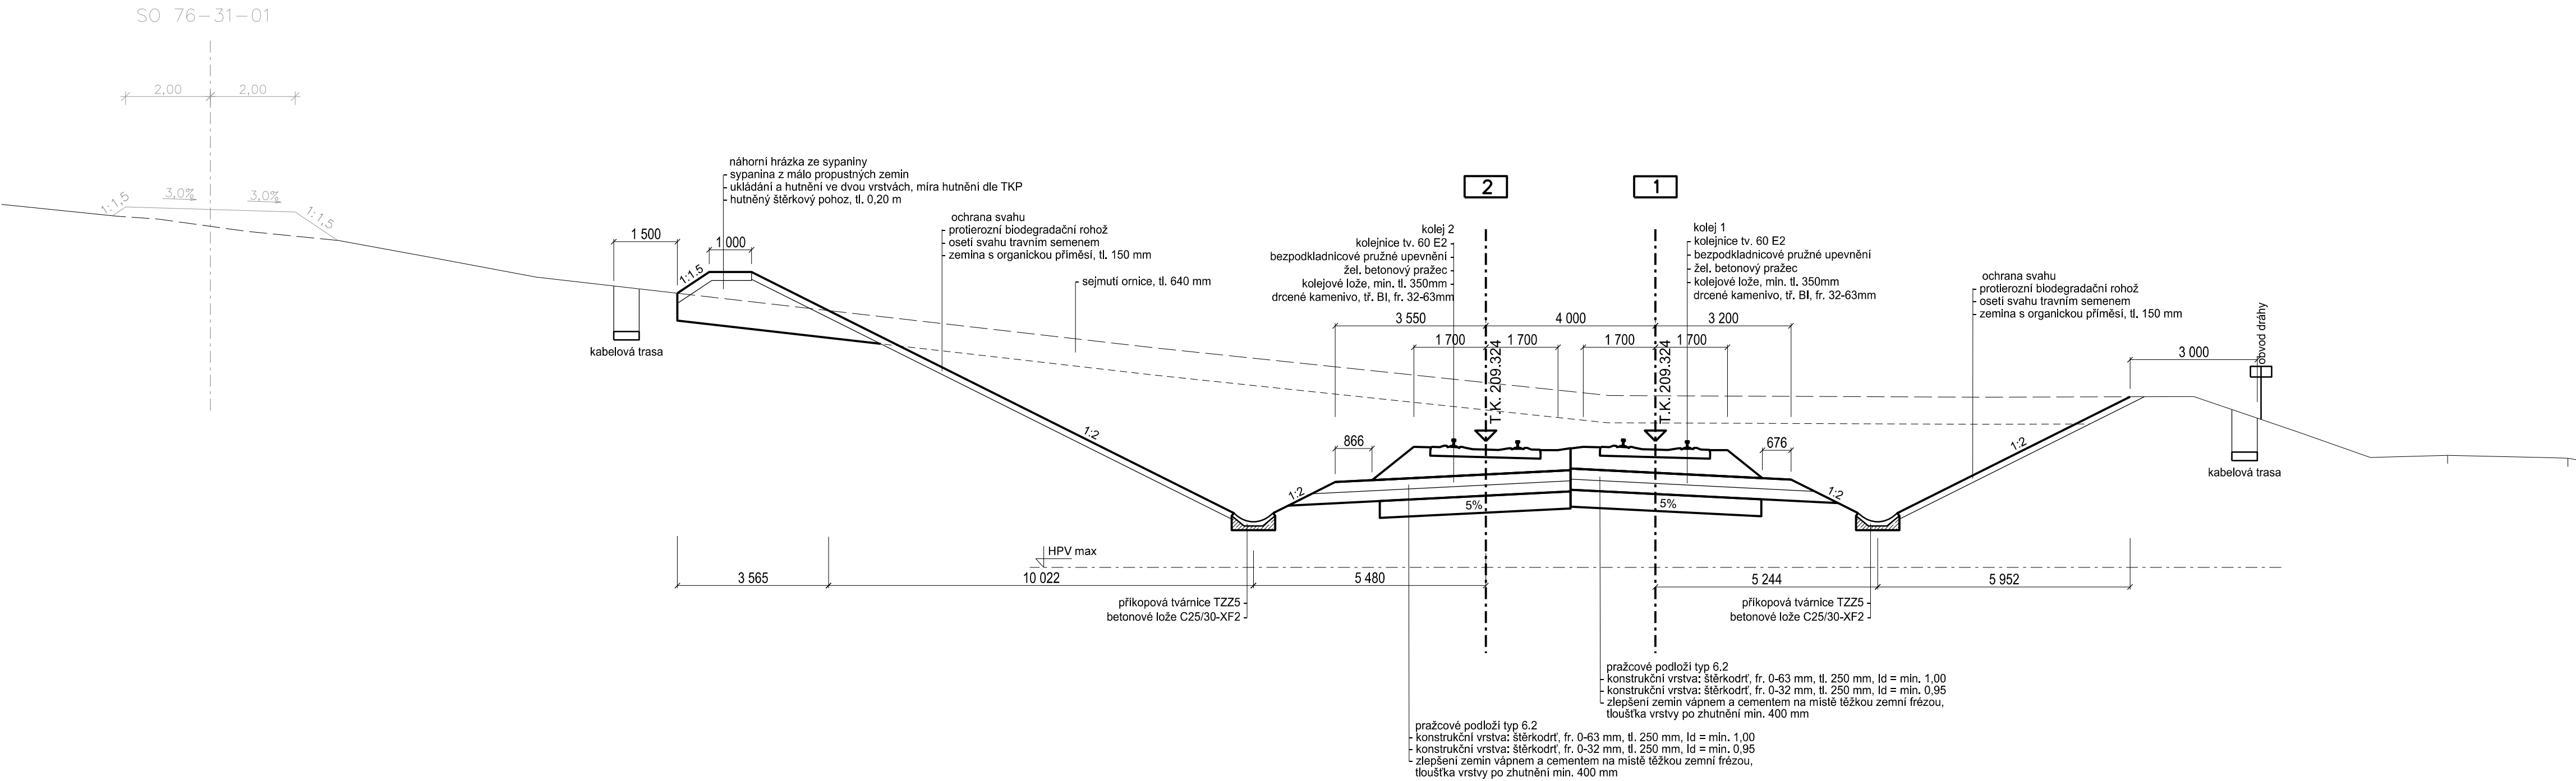 SO 76-31-01
2,00
2,00
1:1,5
3,0%
3,0%
1:1,5
náhorní hrázka ze sypaniny
sypanina z málo propustných zemin
ukládání a hutnění ve dvou vrstvách, míra hutnění dle TKP
hutněný štěrkový pohoz, tl. 0,20 m
1 500
1 000
1:1.5
kabelová trasa
ochrana svahu
protierozní biodegradační rohož
osetí svahu travním semenem
zemina s organickou příměsí, tl. 150 mm
sejmutí ornice, tl. 640 mm
1:2
2
1
kolej 2
kolejnice tv. 60 E2
bezpodkladnicové pružné upevnění
žel. betonový pražec
kolejové lože, min. tl. 350mm
drcené kamenivo, tř. BI, fr. 32-63mm
kolej 1
kolejnice tv. 60 E2
bezpodkladnicové pružné upevnění
žel. betonový pražec
kolejové lože, min. tl. 350mm
drcené kamenivo, tř. BI, fr. 32-63mm
3 550
4 000
3 200
1 700
1 700
1 700
1 700
T.K. 209.324
T.K. 209.324
866
676
1:2
5%
5%
1:2
ochrana svahu
protierozní biodegradační rohož
osetí svahu travním semenem
zemina s organickou příměsí, tl. 150 mm
1:2
3 000
obvod dráhy
kabelová trasa
HPV max
3 565
10 022
5 480
5 244
5 952
příkopová tvárnice TZZ5
betonové lože C25/30-XF2
příkopová tvárnice TZZ5
betonové lože C25/30-XF2
pražcové podloží typ 6.2
konstrukční vrstva: štěrkodrť, fr. 0-63 mm, tl. 250 mm, Id = min. 1,00
konstrukční vrstva: štěrkodrť, fr. 0-32 mm, tl. 250 mm, Id = min. 0,95
zlepšení zemin vápnem a cementem na místě těžkou zemní frézou,
tloušťka vrstvy po zhutnění min. 400 mm
pražcové podloží typ 6.2
konstrukční vrstva: štěrkodrť, fr. 0-63 mm, tl. 250 mm, Id = min. 1,00
konstrukční vrstva: štěrkodrť, fr. 0-32 mm, tl. 250 mm, Id = min. 0,95
zlepšení zemin vápnem a cementem na místě těžkou zemní frézou,
tloušťka vrstvy po zhutnění min. 400 mm